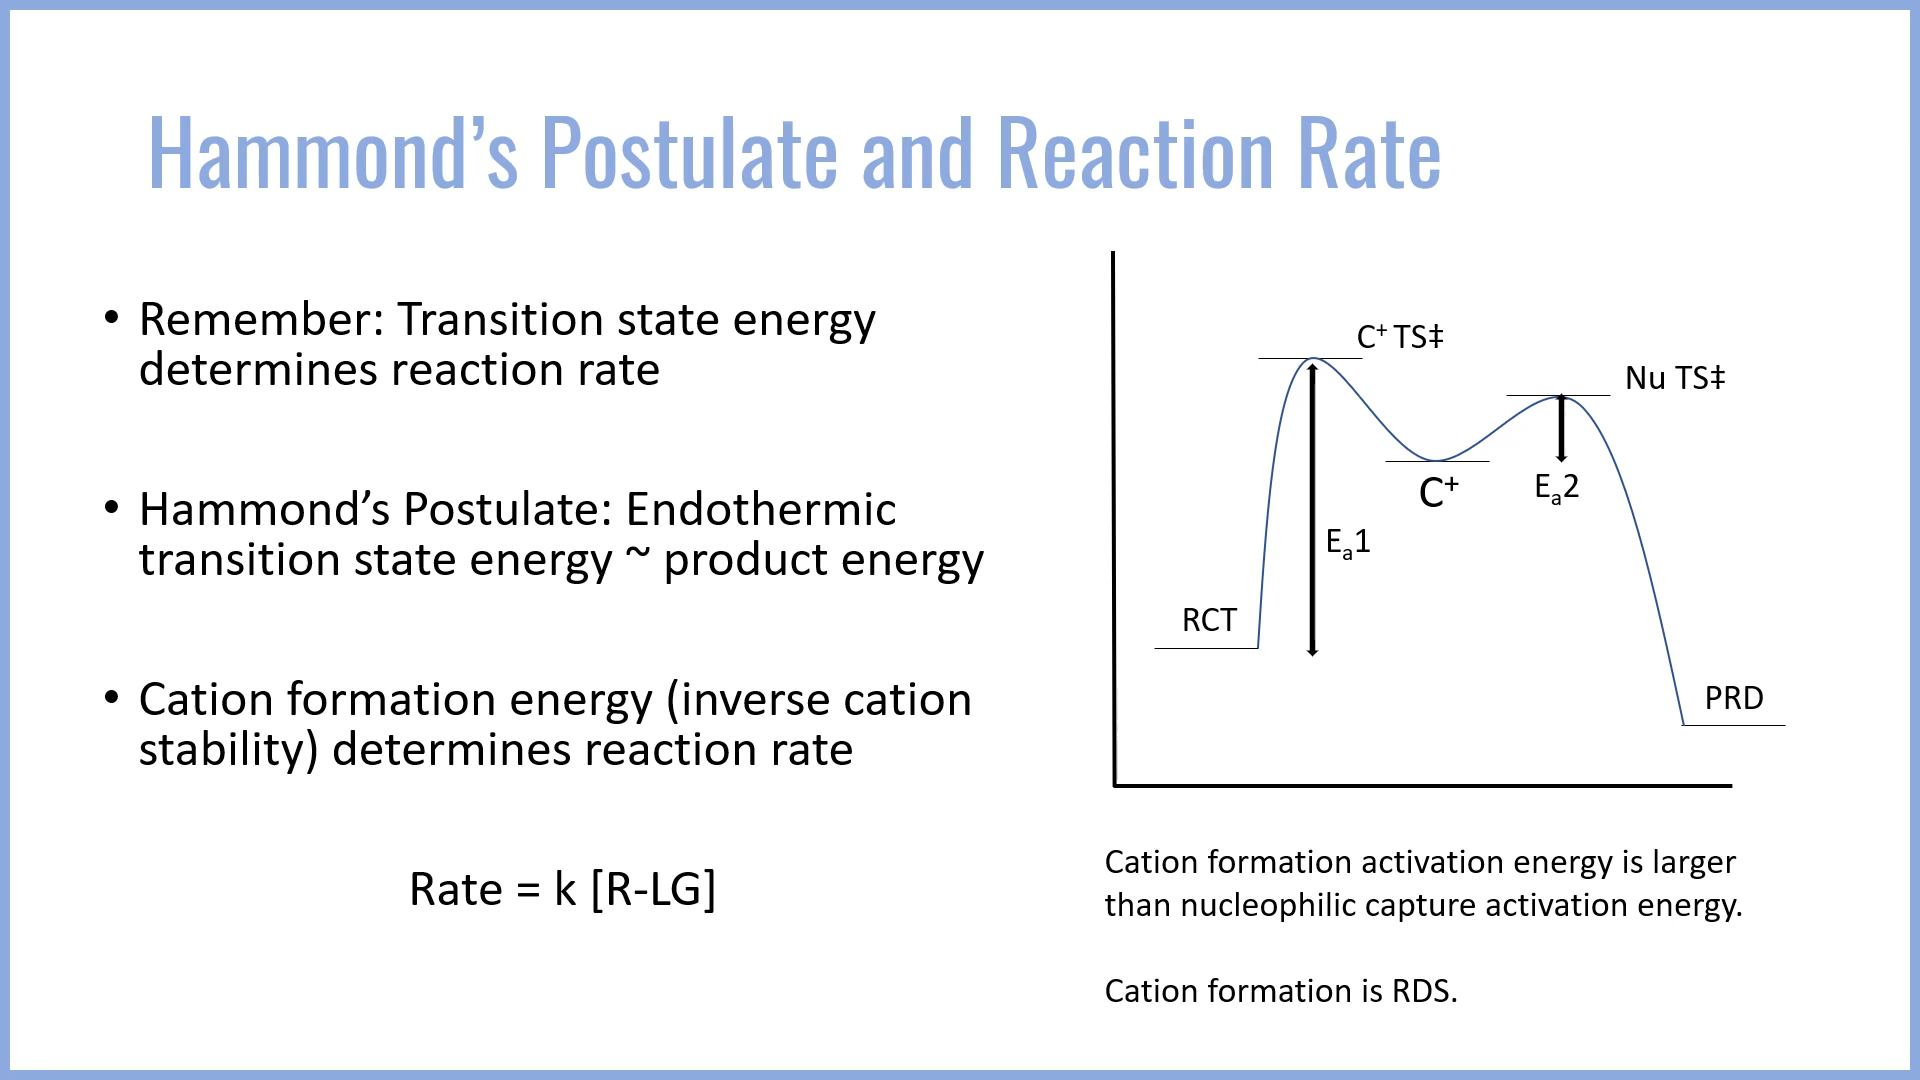 Hammond’s Postulate and Reaction Rate
• Remember: Transition state energy
determines reaction rate
• Hammond’s Postulate: Endothermic
transition state energy ~ product energy
• Cation formation energy (inverse cation
stability) determines reaction rate
Rate = k [R-LG]
C⁺ TS‡
Nu TS‡
C⁺
Eₐ2
Eₐ1
RCT
PRD
Cation formation activation energy is larger
than nucleophilic capture activation energy.
Cation formation is RDS.